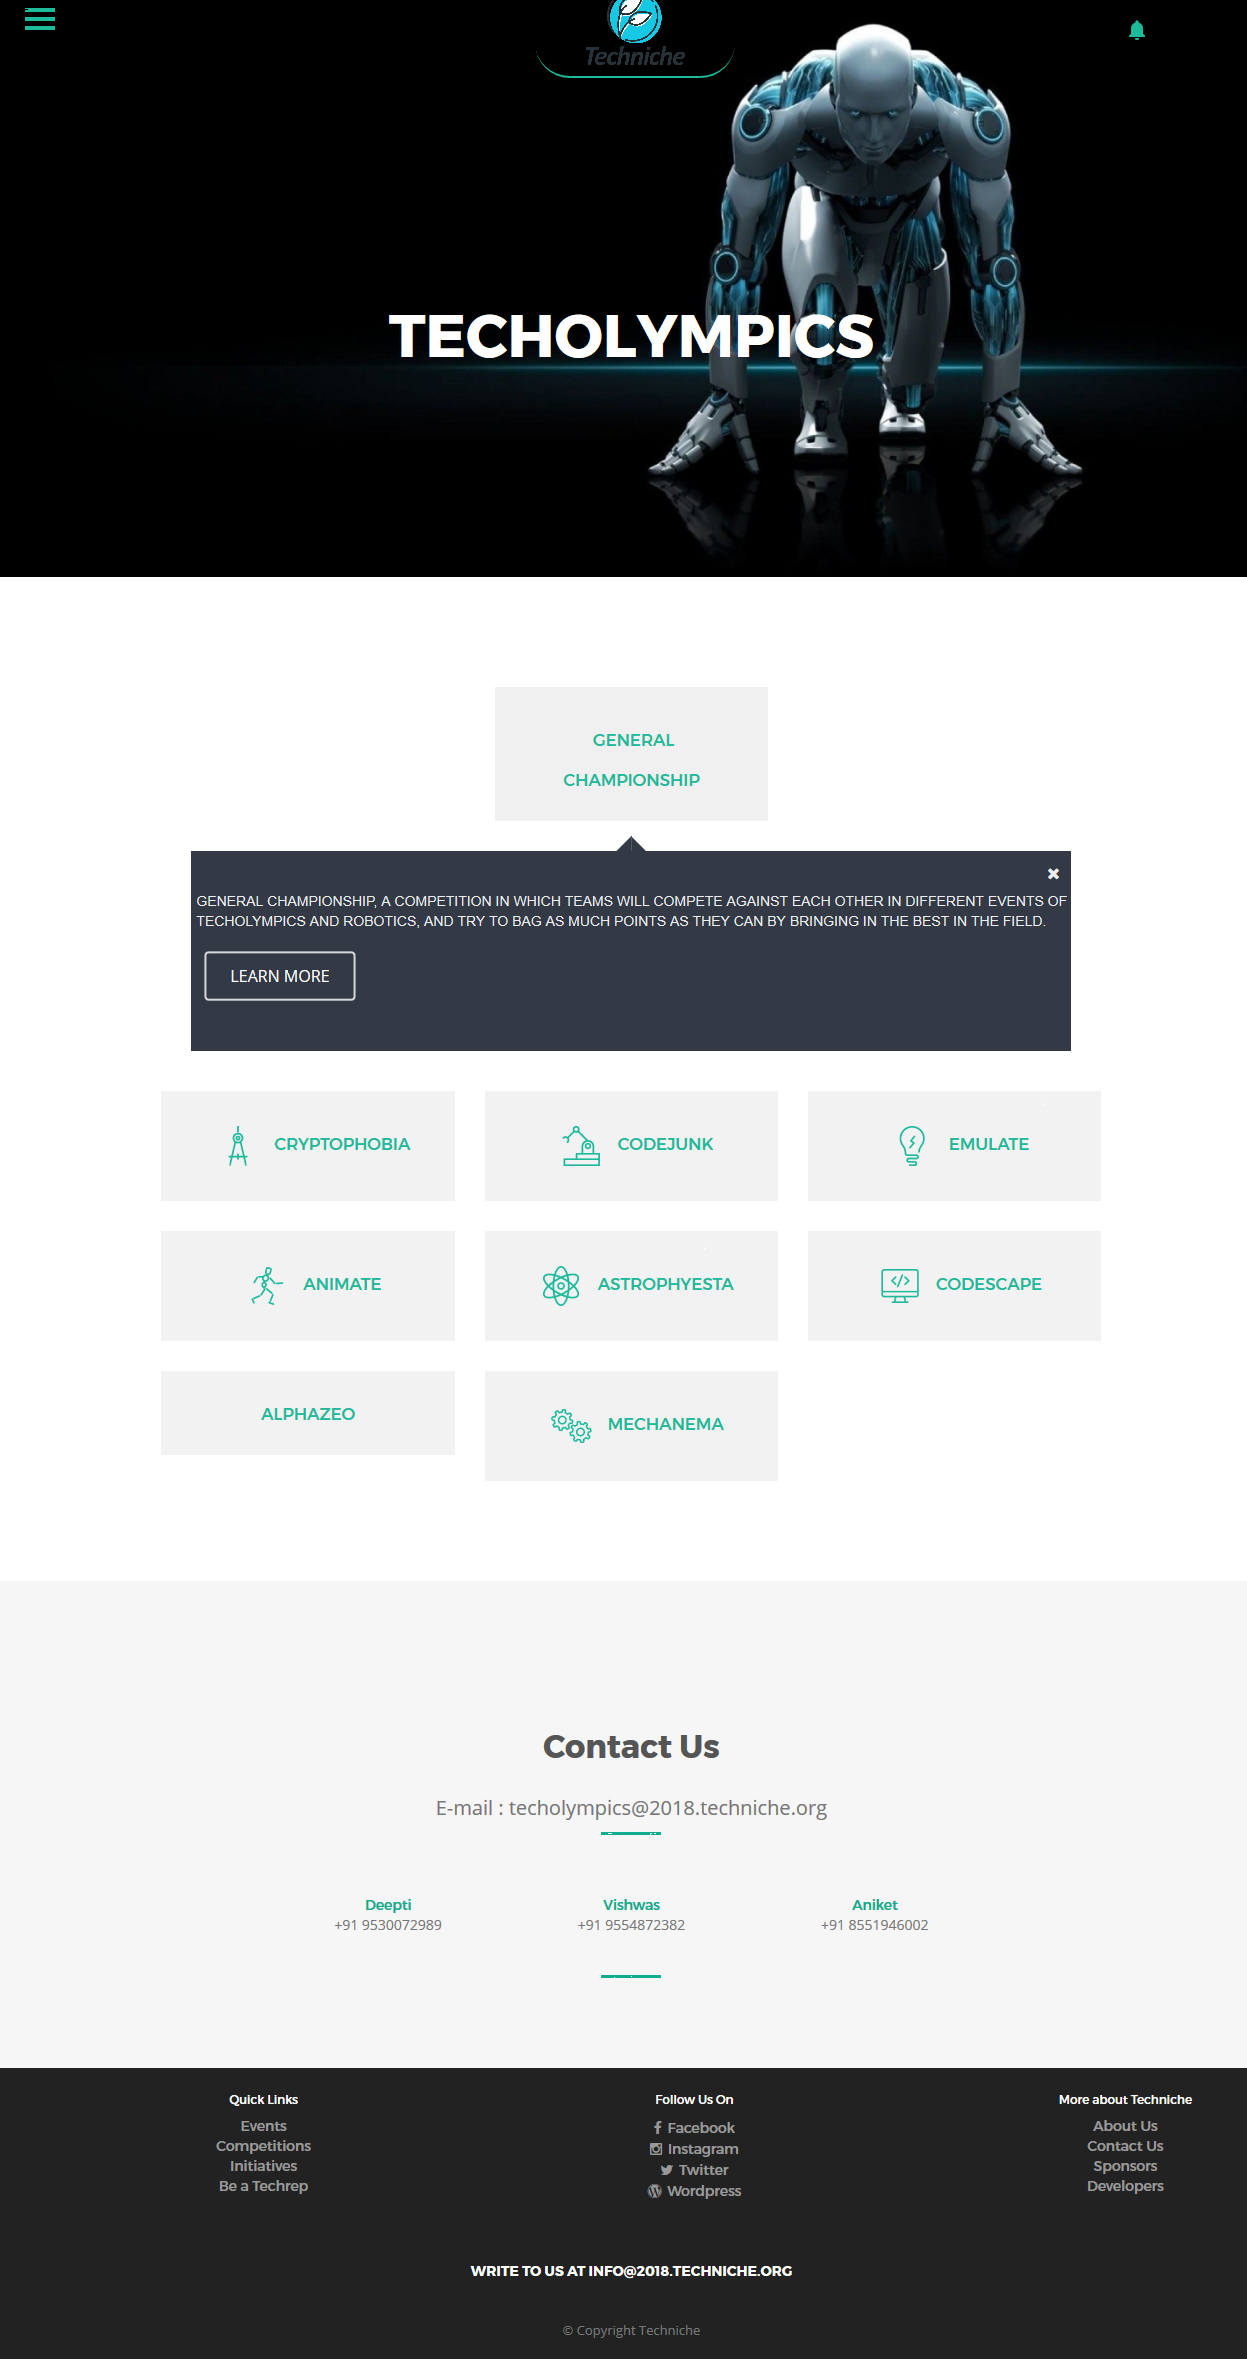 Techniche
TECHOLYMPICS
GENERAL
CHAMPIONSHIP
GENERAL CHAMPIONSHIP, A COMPETITION IN WHICH TEAMS WILL COMPETE AGAINST EACH OTHER IN DIFFERENT EVENTS OF
TECHOLYMPICS AND ROBOTICS, AND TRY TO BAG AS MUCH POINTS AS THEY CAN BY BRINGING IN THE BEST IN THE FIELD.
LEARN MORE
CRYPTOPHOBIA
CODEJUNK
EMULATE
ANIMATE
ASTROPHYESTA
CODESCAPE
ALPHAZEO
MECHANEMA
Contact Us
E-mail : techolympics@2018.techniche.org
Deepti
+91 9530072989
Vishwas
+91 9554872382
Aniket
+91 8551946002
Quick Links
Events
Competitions
Initiatives
Be a Techrep
Follow Us On
Facebook
Instagram
Twitter
Wordpress
More about Techniche
About Us
Contact Us
Sponsors
Developers
WRITE TO US AT INFO@2018.TECHNICHE.ORG
© Copyright Techniche